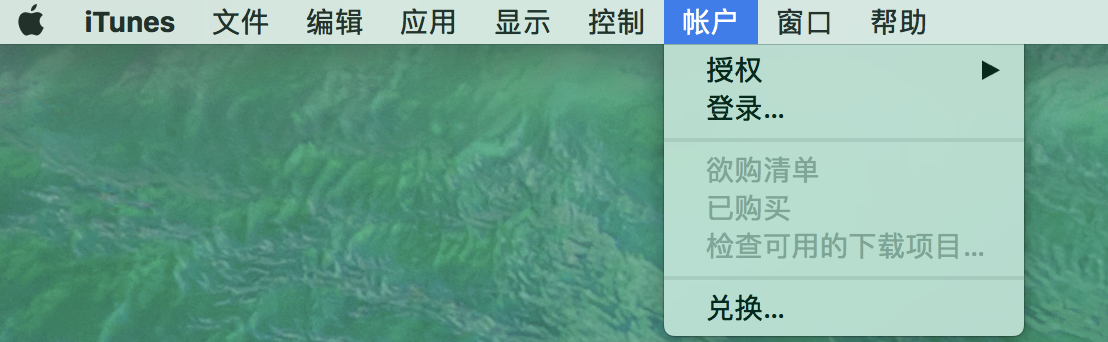 iTunes 文件 编辑 应用 显示 控制 帐户 窗口 帮助
授权
登录...
欲购清单
已购买
检查可用的下载项目...
兑换...